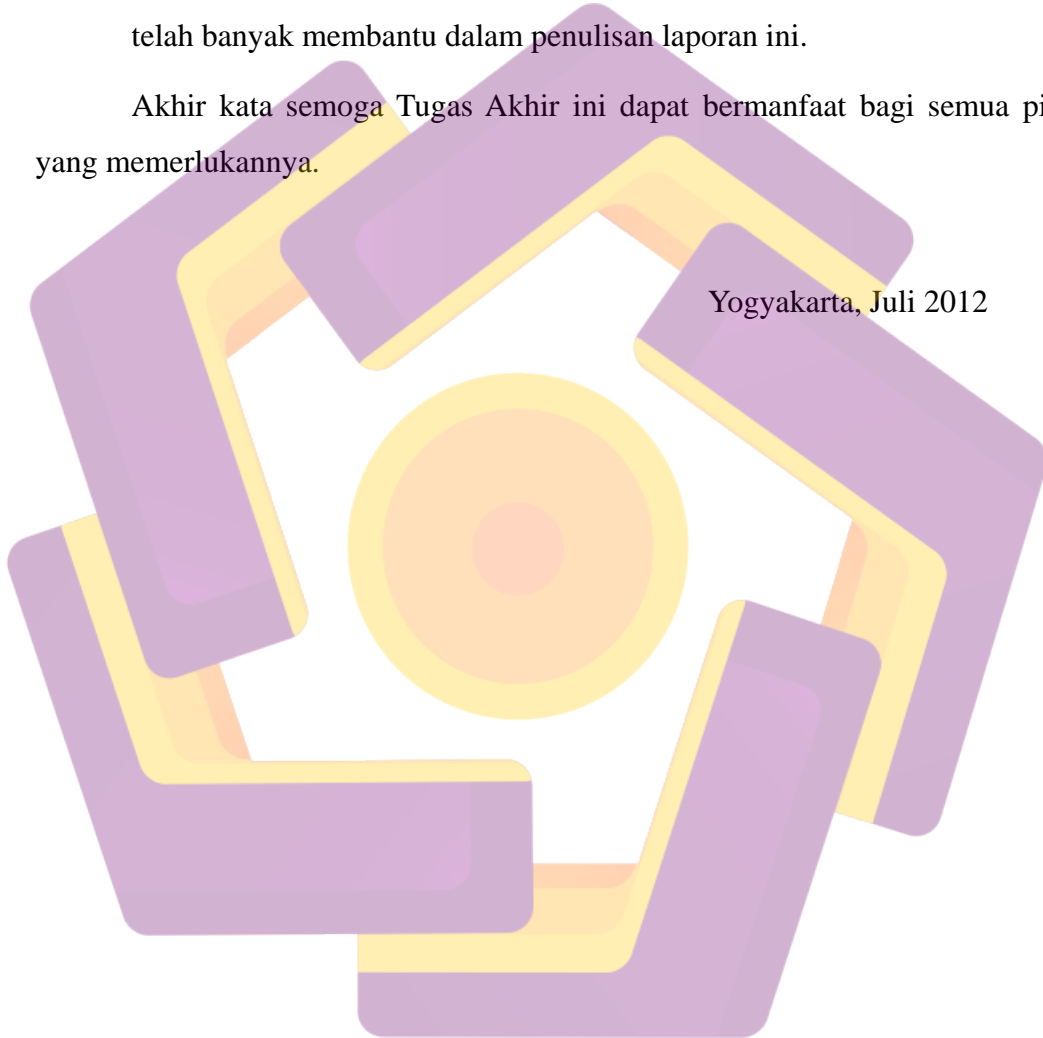 telah banyak membantu dalam penulisan laporan ini.
Akhir kata semoga Tugas Akhir ini dapat bermanfaat bagi semua pi
yang memerlukannya.
Yogyakarta, Juli 2012